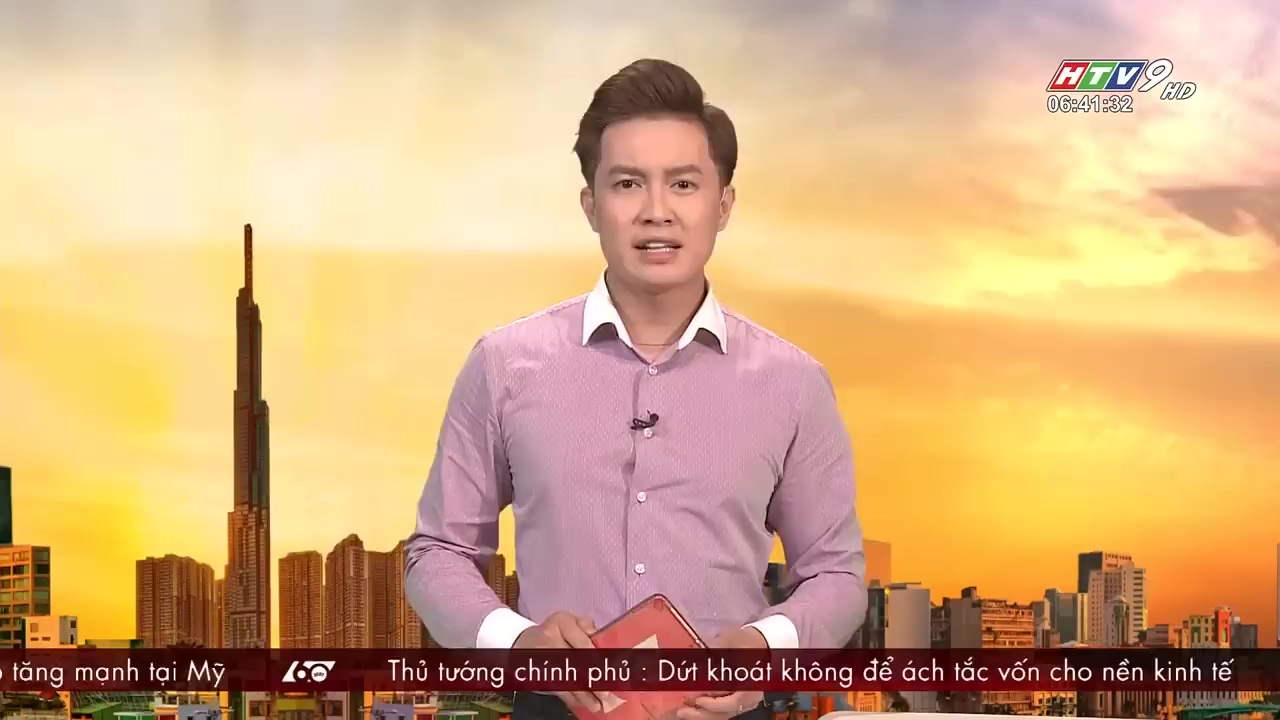 HTV9 HD
06:41:32
tăng mạnh tại Mỹ 60 giây Thủ tướng chính phủ : Dứt khoát không để ách tắc vốn cho nền kinh tế